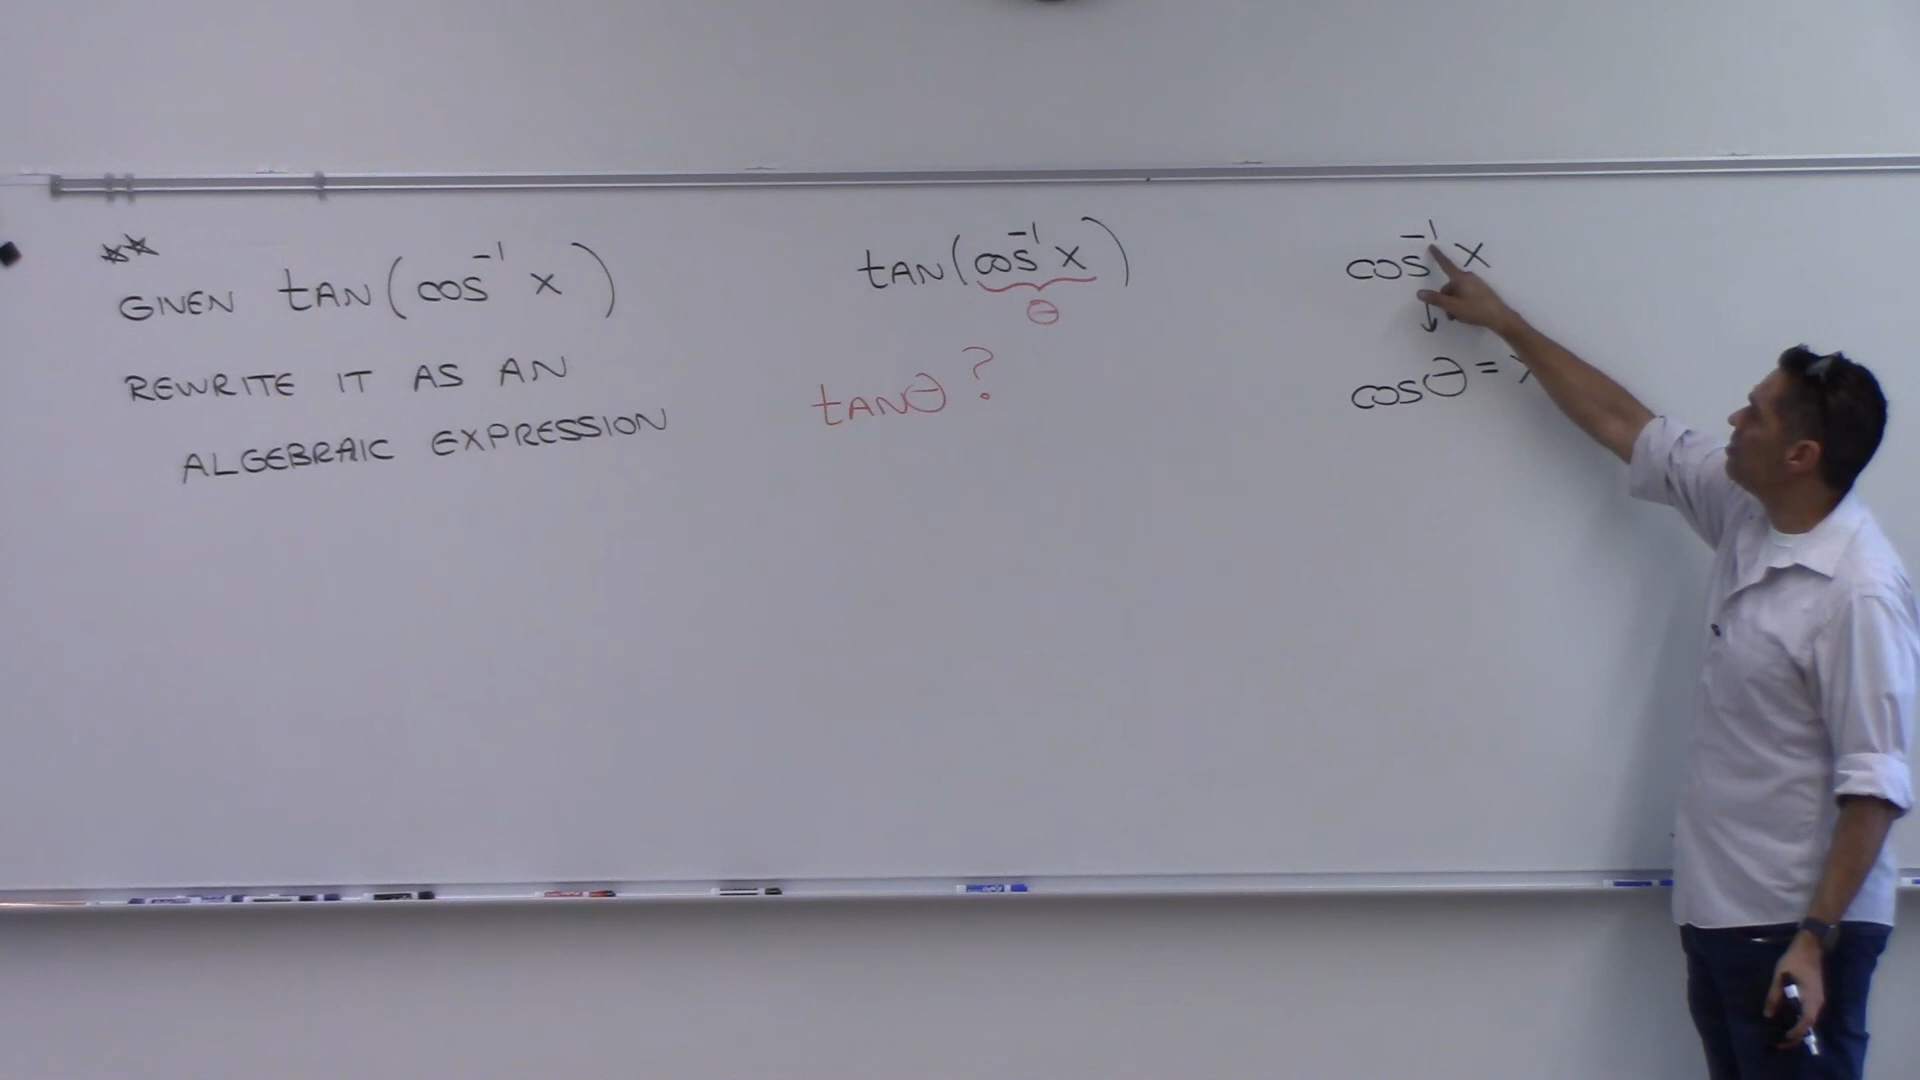 **
GIVEN tAN(cos⁻¹ x)
REWRITE IT AS AN
ALGEBRAIC EXPRESSION
tAN(cos⁻¹ x)
θ
tANθ?
cos⁻¹ x
↓
cosθ = x